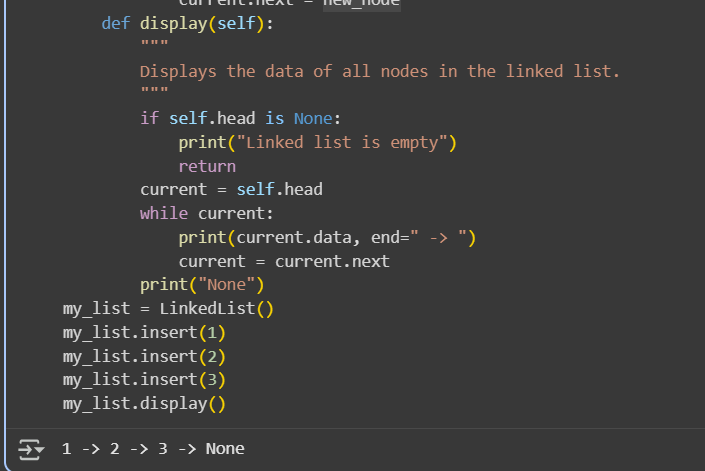 current.next = new_node
def display(self):
"""
Displays the data of all nodes in the linked list.
"""
if self.head is None:
print("Linked list is empty")
return
current = self.head
while current:
print(current.data, end=" -> ")
current = current.next
print("None")
my_list = LinkedList()
my_list.insert(1)
my_list.insert(2)
my_list.insert(3)
my_list.display()
1 -> 2 -> 3 -> None